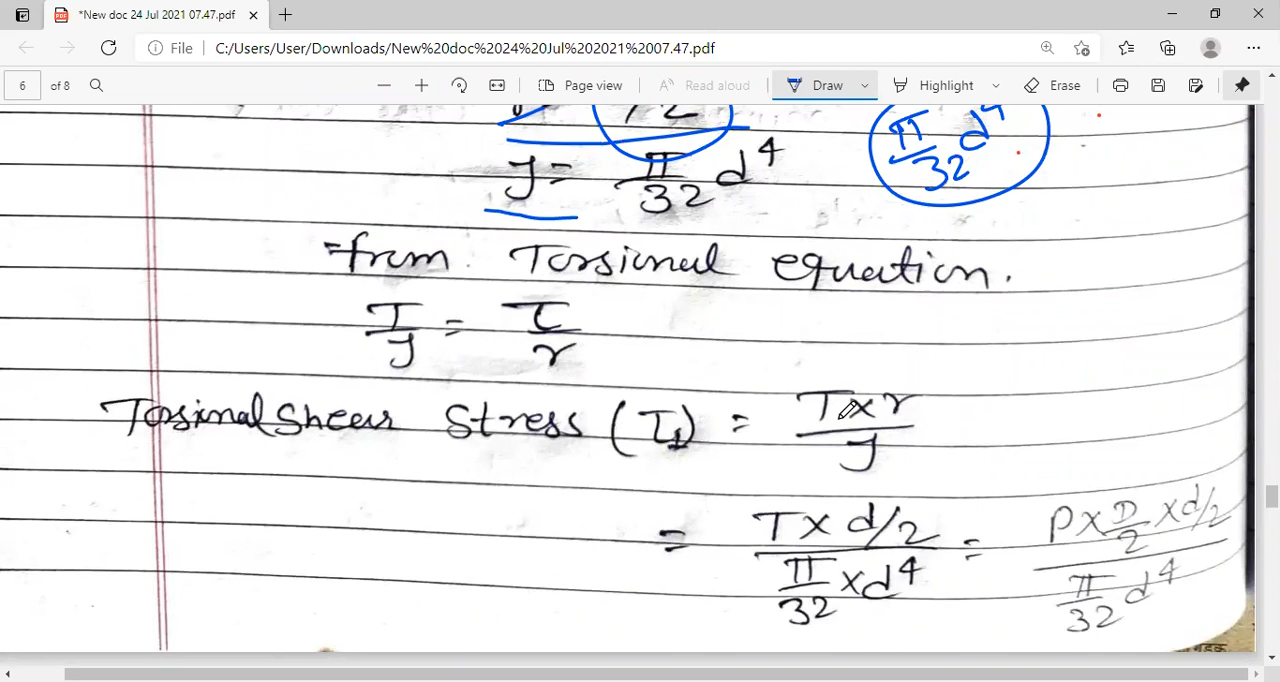 *New doc 24 Jul 2021 07.47.pdf
File C:/Users/User/Downloads/New%20doc%2024%20Jul%202021%2007.47.pdf
6 of 8 Page view Read aloud Draw Highlight Erase
π/32 d⁴
J = π/32 d⁴
from Torsional equation.
T/J = τ/r
Torsional Shear Stress (τ₁) = T×r/J
= T×d/2 / π/32 ×d⁴ = P×D/2×d/2 / π/32 d⁴